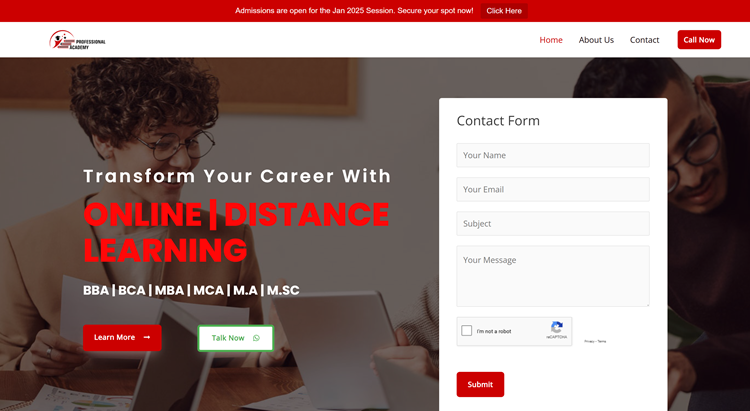 Admissions are open for the Jan 2025 Session. Secure your spot now! Click Here
PROFESSIONAL
ACADEMY
Home About Us Contact Call Now
Transform Your Career With
ONLINE | DISTANCE
LEARNING
BBA | BCA | MBA | MCA | M.A | M.SC
Learn More
Talk Now
Contact Form
Your Name
Your Email
Subject
Your Message
I'm not a robot
reCAPTCHA
Privacy - Terms
Submit